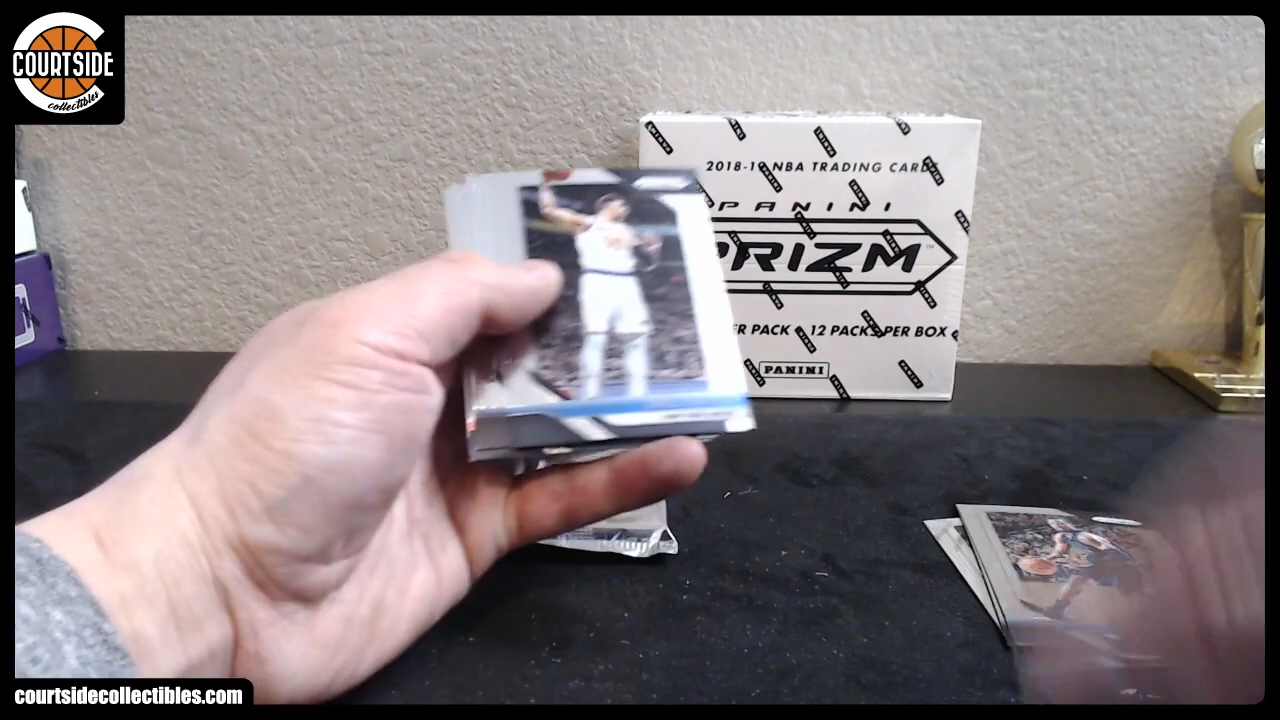 COURTSIDE
collectibles
2018-19 NBA TRADING CARDS
PANINI
PRIZM
ER PACK • 12 PACKS PER BOX
PANINI
courtsidecollectibles.com